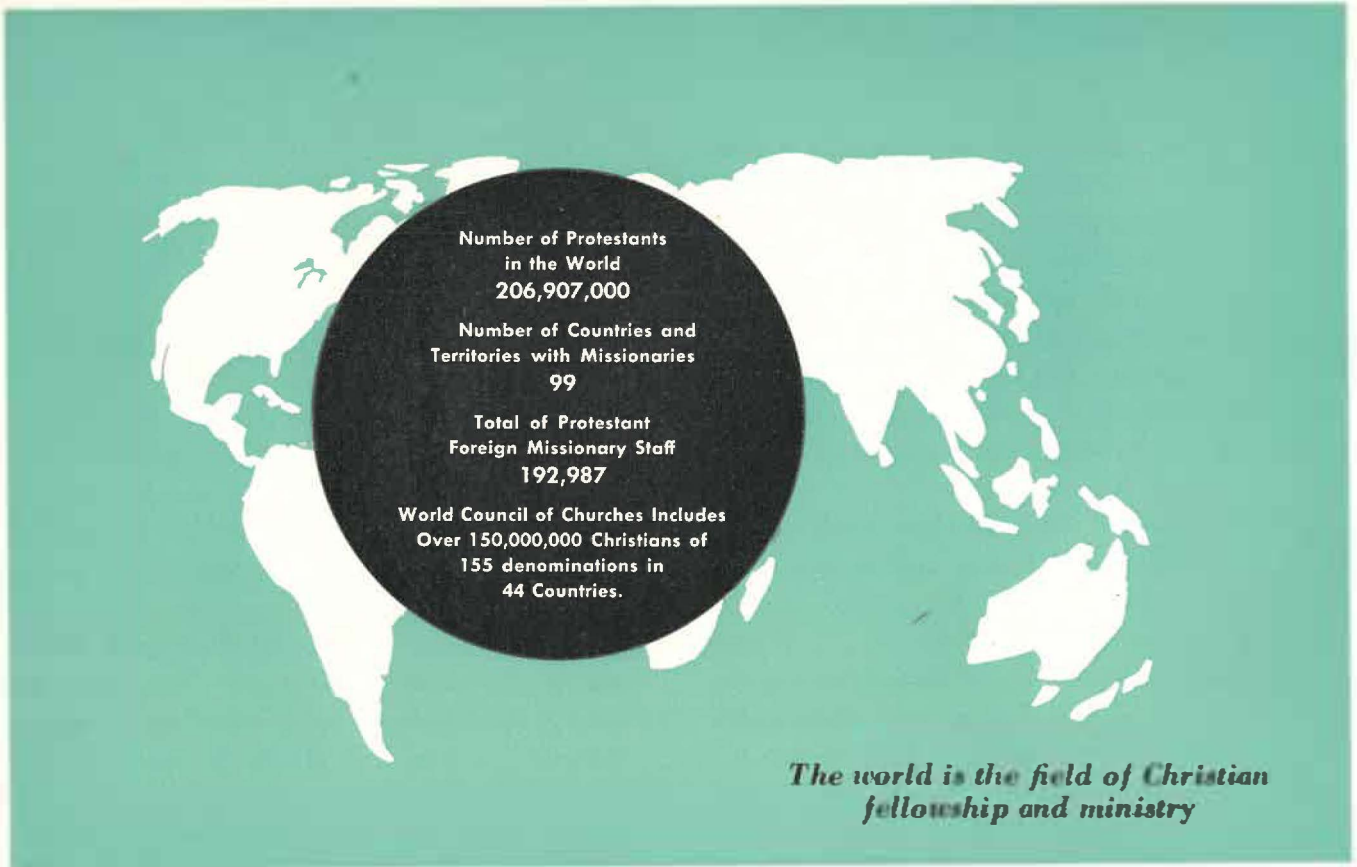 Number of Protestants
in the World
206,907,000
Number of Countries and
Territories with Missionaries
99
Total of Protestant
Foreign Missionary Staff
192,987
World Council of Churches Includes
Over 150,000,000 Christians of
155 denominations in
44 Countries.
The world is the field of Christian
fellowship and ministry